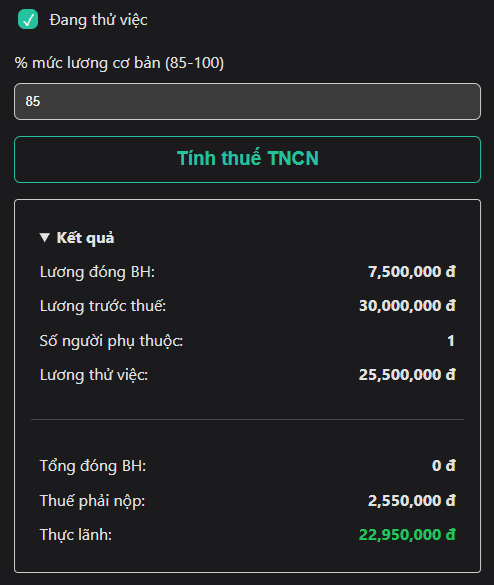 Đang thử việc
% mức lương cơ bản (85-100)
85
Tính thuế TNCN
▼ Kết quả
Lương đóng BH: 7,500,000 đ
Lương trước thuế: 30,000,000 đ
Số người phụ thuộc: 1
Lương thử việc: 25,500,000 đ
Tổng đóng BH: 0 đ
Thuế phải nộp: 2,550,000 đ
Thực lãnh: 22,950,000 đ